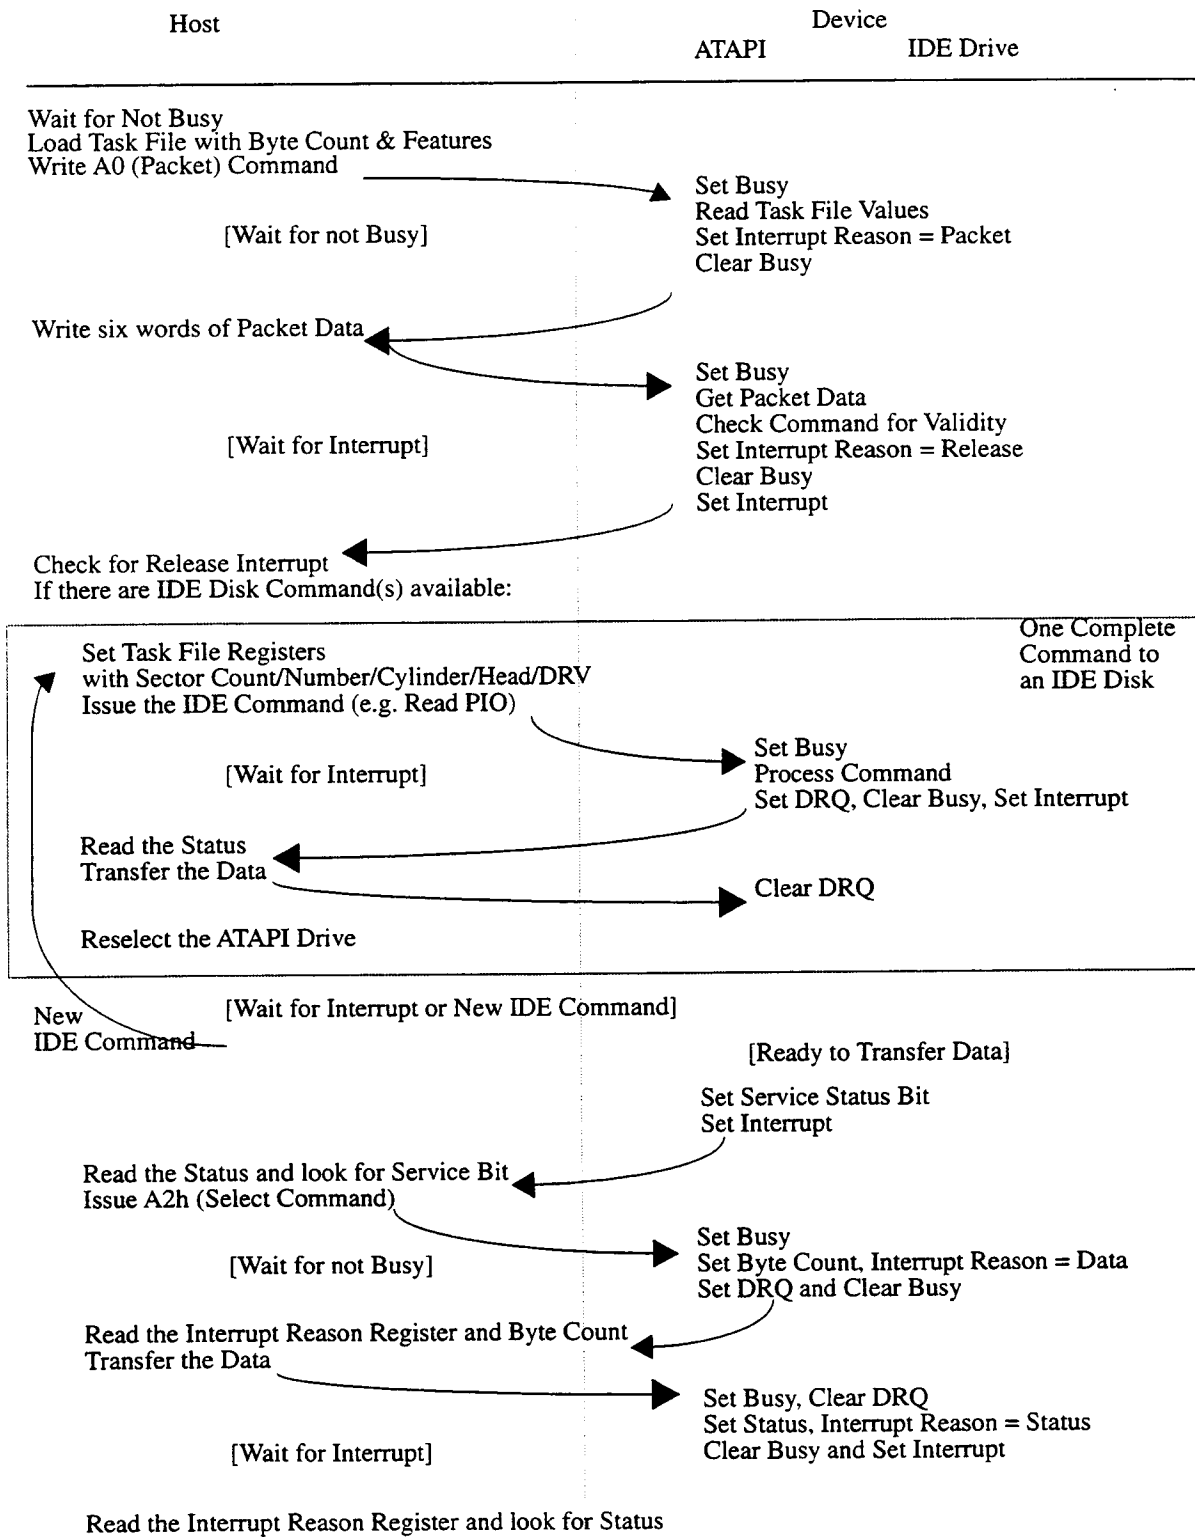 Host
Device
ATAPI IDE Drive
Wait for Not Busy
Load Task File with Byte Count & Features
Write A0 (Packet) Command
Set Busy
Read Task File Values
[Wait for not Busy]
Set Interrupt Reason = Packet
Clear Busy
Write six words of Packet Data
Set Busy
Get Packet Data
Check Command for Validity
[Wait for Interrupt]
Set Interrupt Reason = Release
Clear Busy
Set Interrupt
Check for Release Interrupt
If there are IDE Disk Command(s) available:
One Complete
Command to
an IDE Disk
Set Task File Registers
with Sector Count/Number/Cylinder/Head/DRV
Issue the IDE Command (e.g. Read PIO)
Set Busy
[Wait for Interrupt]
Process Command
Set DRQ, Clear Busy, Set Interrupt
Read the Status
Transfer the Data
Clear DRQ
Reselect the ATAPI Drive
[Wait for Interrupt or New IDE Command]
New
IDE Command
[Ready to Transfer Data]
Set Service Status Bit
Set Interrupt
Read the Status and look for Service Bit
Issue A2h (Select Command)
Set Busy
[Wait for not Busy]
Set Byte Count, Interrupt Reason = Data
Set DRQ and Clear Busy
Read the Interrupt Reason Register and Byte Count
Transfer the Data
Set Busy, Clear DRQ
Set Status, Interrupt Reason = Status
[Wait for Interrupt]
Clear Busy and Set Interrupt
Read the Interrupt Reason Register and look for Status